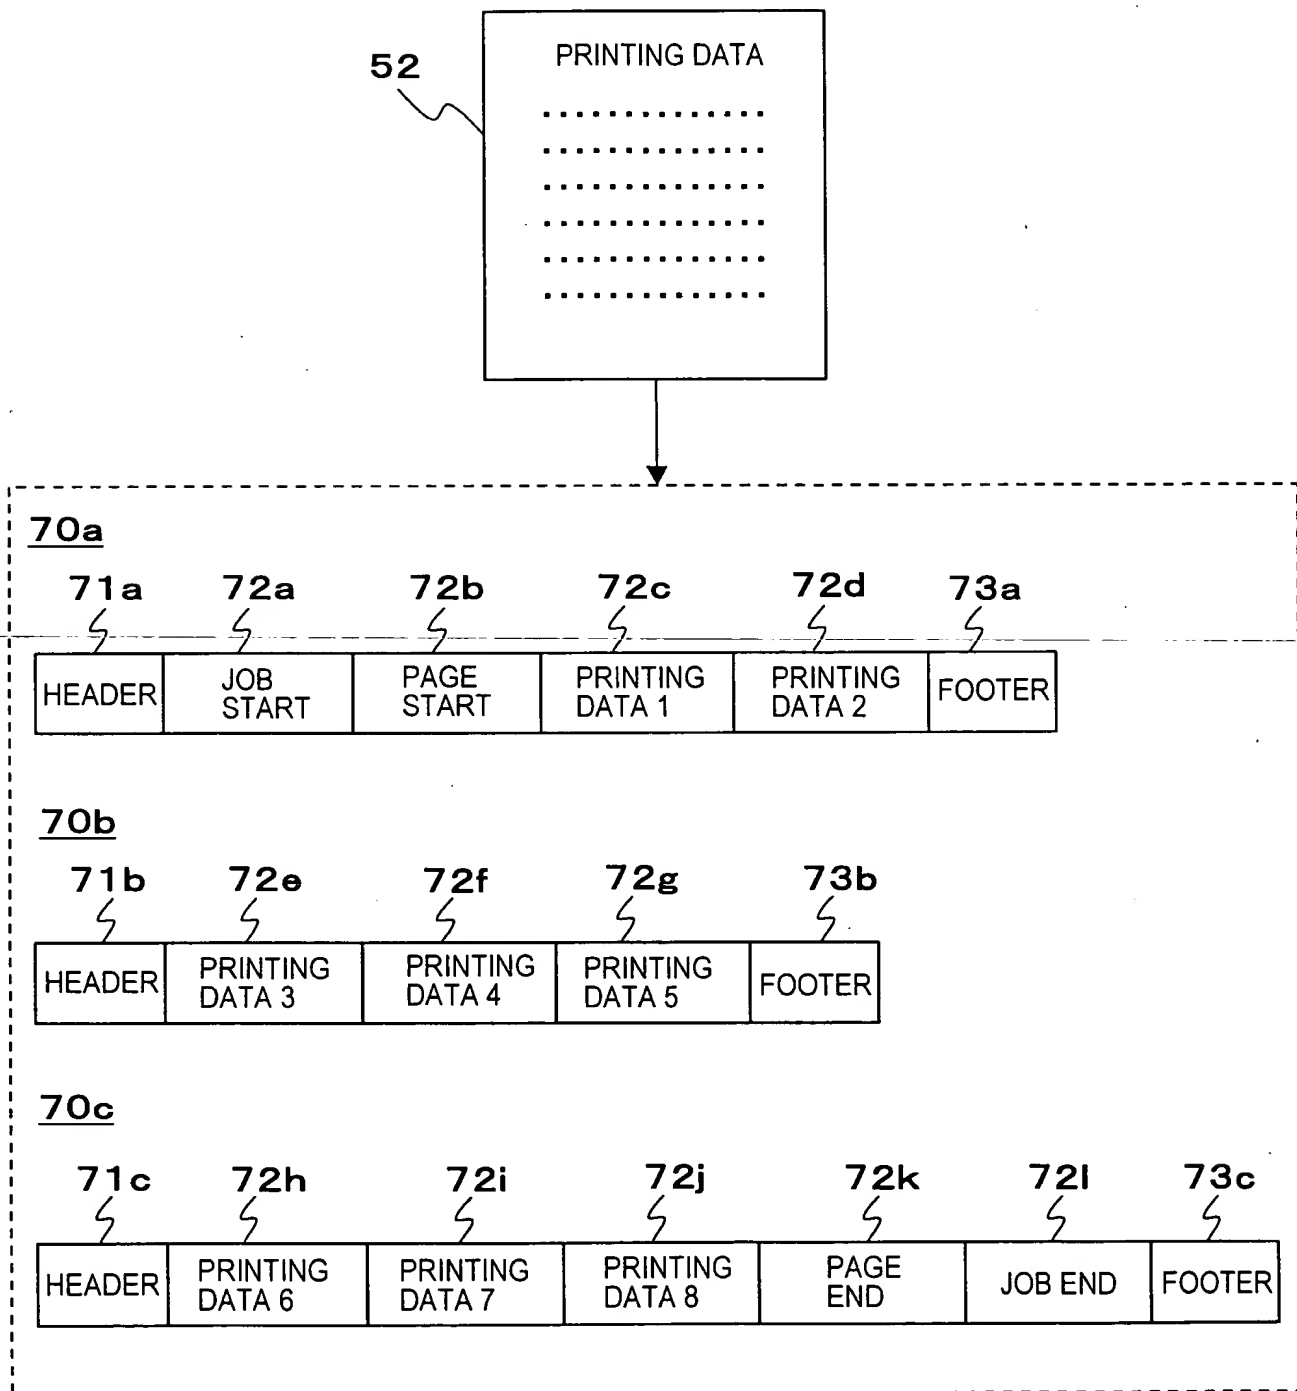 PRINTING DATA
52
70a
71a 72a 72b 72c 72d 73a
HEADER JOB START PAGE START PRINTING DATA 1 PRINTING DATA 2 FOOTER
70b
71b 72e 72f 72g 73b
HEADER PRINTING DATA 3 PRINTING DATA 4 PRINTING DATA 5 FOOTER
70c
71c 72h 72i 72j 72k 72l 73c
HEADER PRINTING DATA 6 PRINTING DATA 7 PRINTING DATA 8 PAGE END JOB END FOOTER